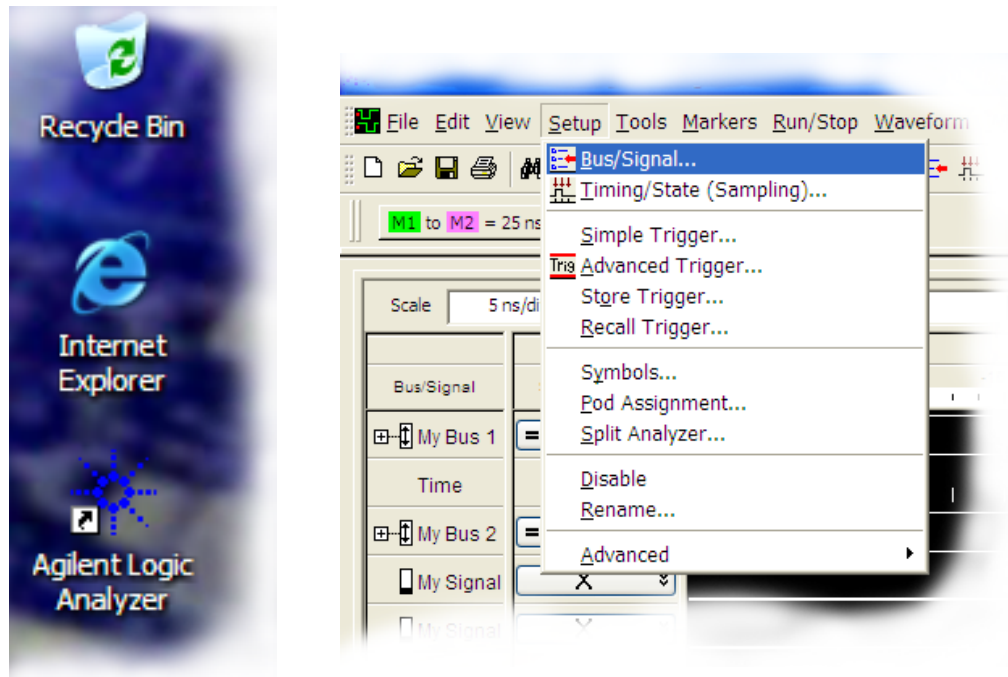 Recycle Bin
Internet
Explorer
Agilent Logic
Analyzer
File Edit View Setup Tools Markers Run/Stop Waveform
Bus/Signal...
Timing/State (Sampling)...
M1 to M2 = 25 ns
Simple Trigger...
Trig Advanced Trigger...
Store Trigger...
Recall Trigger...
Scale 5 ns/di
Symbols...
Pod Assignment...
Split Analyzer...
Bus/Signal
My Bus 1 =
Time
Disable
Rename...
My Bus 2 =
Advanced
My Signal X
My Signal X